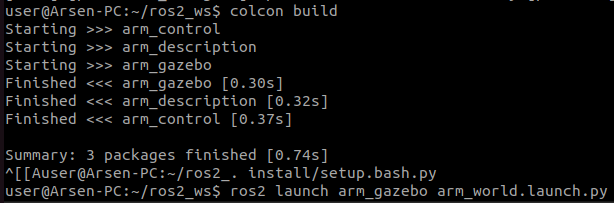 user@Arsen-PC:~/ros2_ws$ colcon build
Starting >>> arm_control
Starting >>> arm_description
Starting >>> arm_gazebo
Finished <<< arm_gazebo [0.30s]
Finished <<< arm_description [0.32s]
Finished <<< arm_control [0.37s]
Summary: 3 packages finished [0.74s]
^[[Auser@Arsen-PC:~/ros2_. install/setup.bash.py
user@Arsen-PC:~/ros2_ws$ ros2 launch arm_gazebo arm_world.launch.py